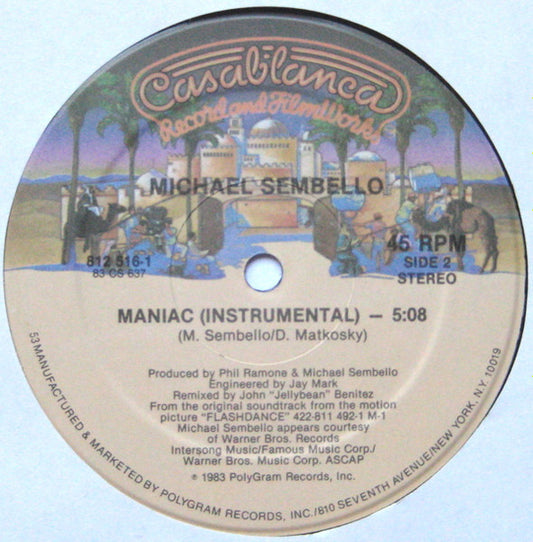 Casablanca
Record and FilmWorks
MICHAEL SEMBELLO
812 516-1
83 CS 637
45 RPM
SIDE 2
STEREO
MANIAC (INSTRUMENTAL) — 5:08
(M. Sembello/D. Matkosky)
Produced by Phil Ramone & Michael Sembello
Engineered by Jay Mark
Remixed by John "Jellybean" Benitez
From the original soundtrack from the motion
picture "FLASHDANCE" 422-811 492-1 M-1
Michael Sembello appears courtesy
of Warner Bros. Records
Intersong Music/Famous Music Corp./
Warner Bros. Music Corp. ASCAP
℗ 1983 PolyGram Records, Inc.
53 MANUFACTURED & MARKETED BY POLYGRAM RECORDS, INC./810 SEVENTH AVENUE/NEW YORK, N.Y. 10019